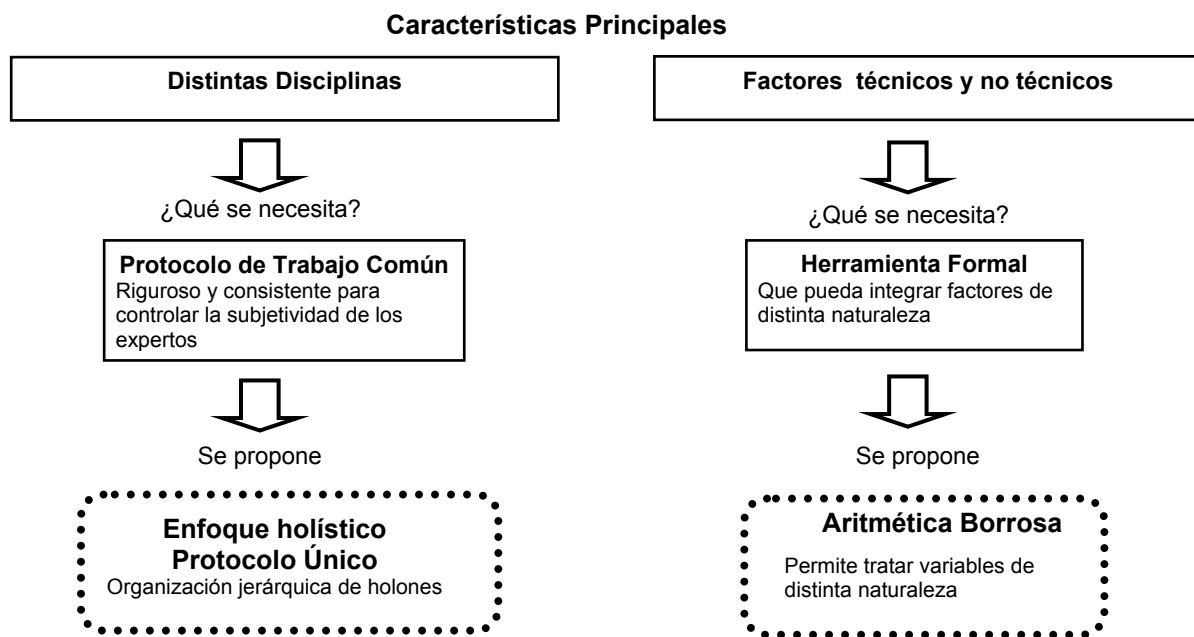 Características Principales
Distintas Disciplinas
¿Qué se necesita?
Protocolo de Trabajo Común
Riguroso y consistente para
controlar la subjetividad de los
expertos
Se propone
Enfoque holístico
Protocolo Único
Organización jerárquica de holones
Factores técnicos y no técnicos
¿Qué se necesita?
Herramienta Formal
Que pueda integrar factores de
distinta naturaleza
Se propone
Aritmética Borrosa
Permite tratar variables de
distinta naturaleza